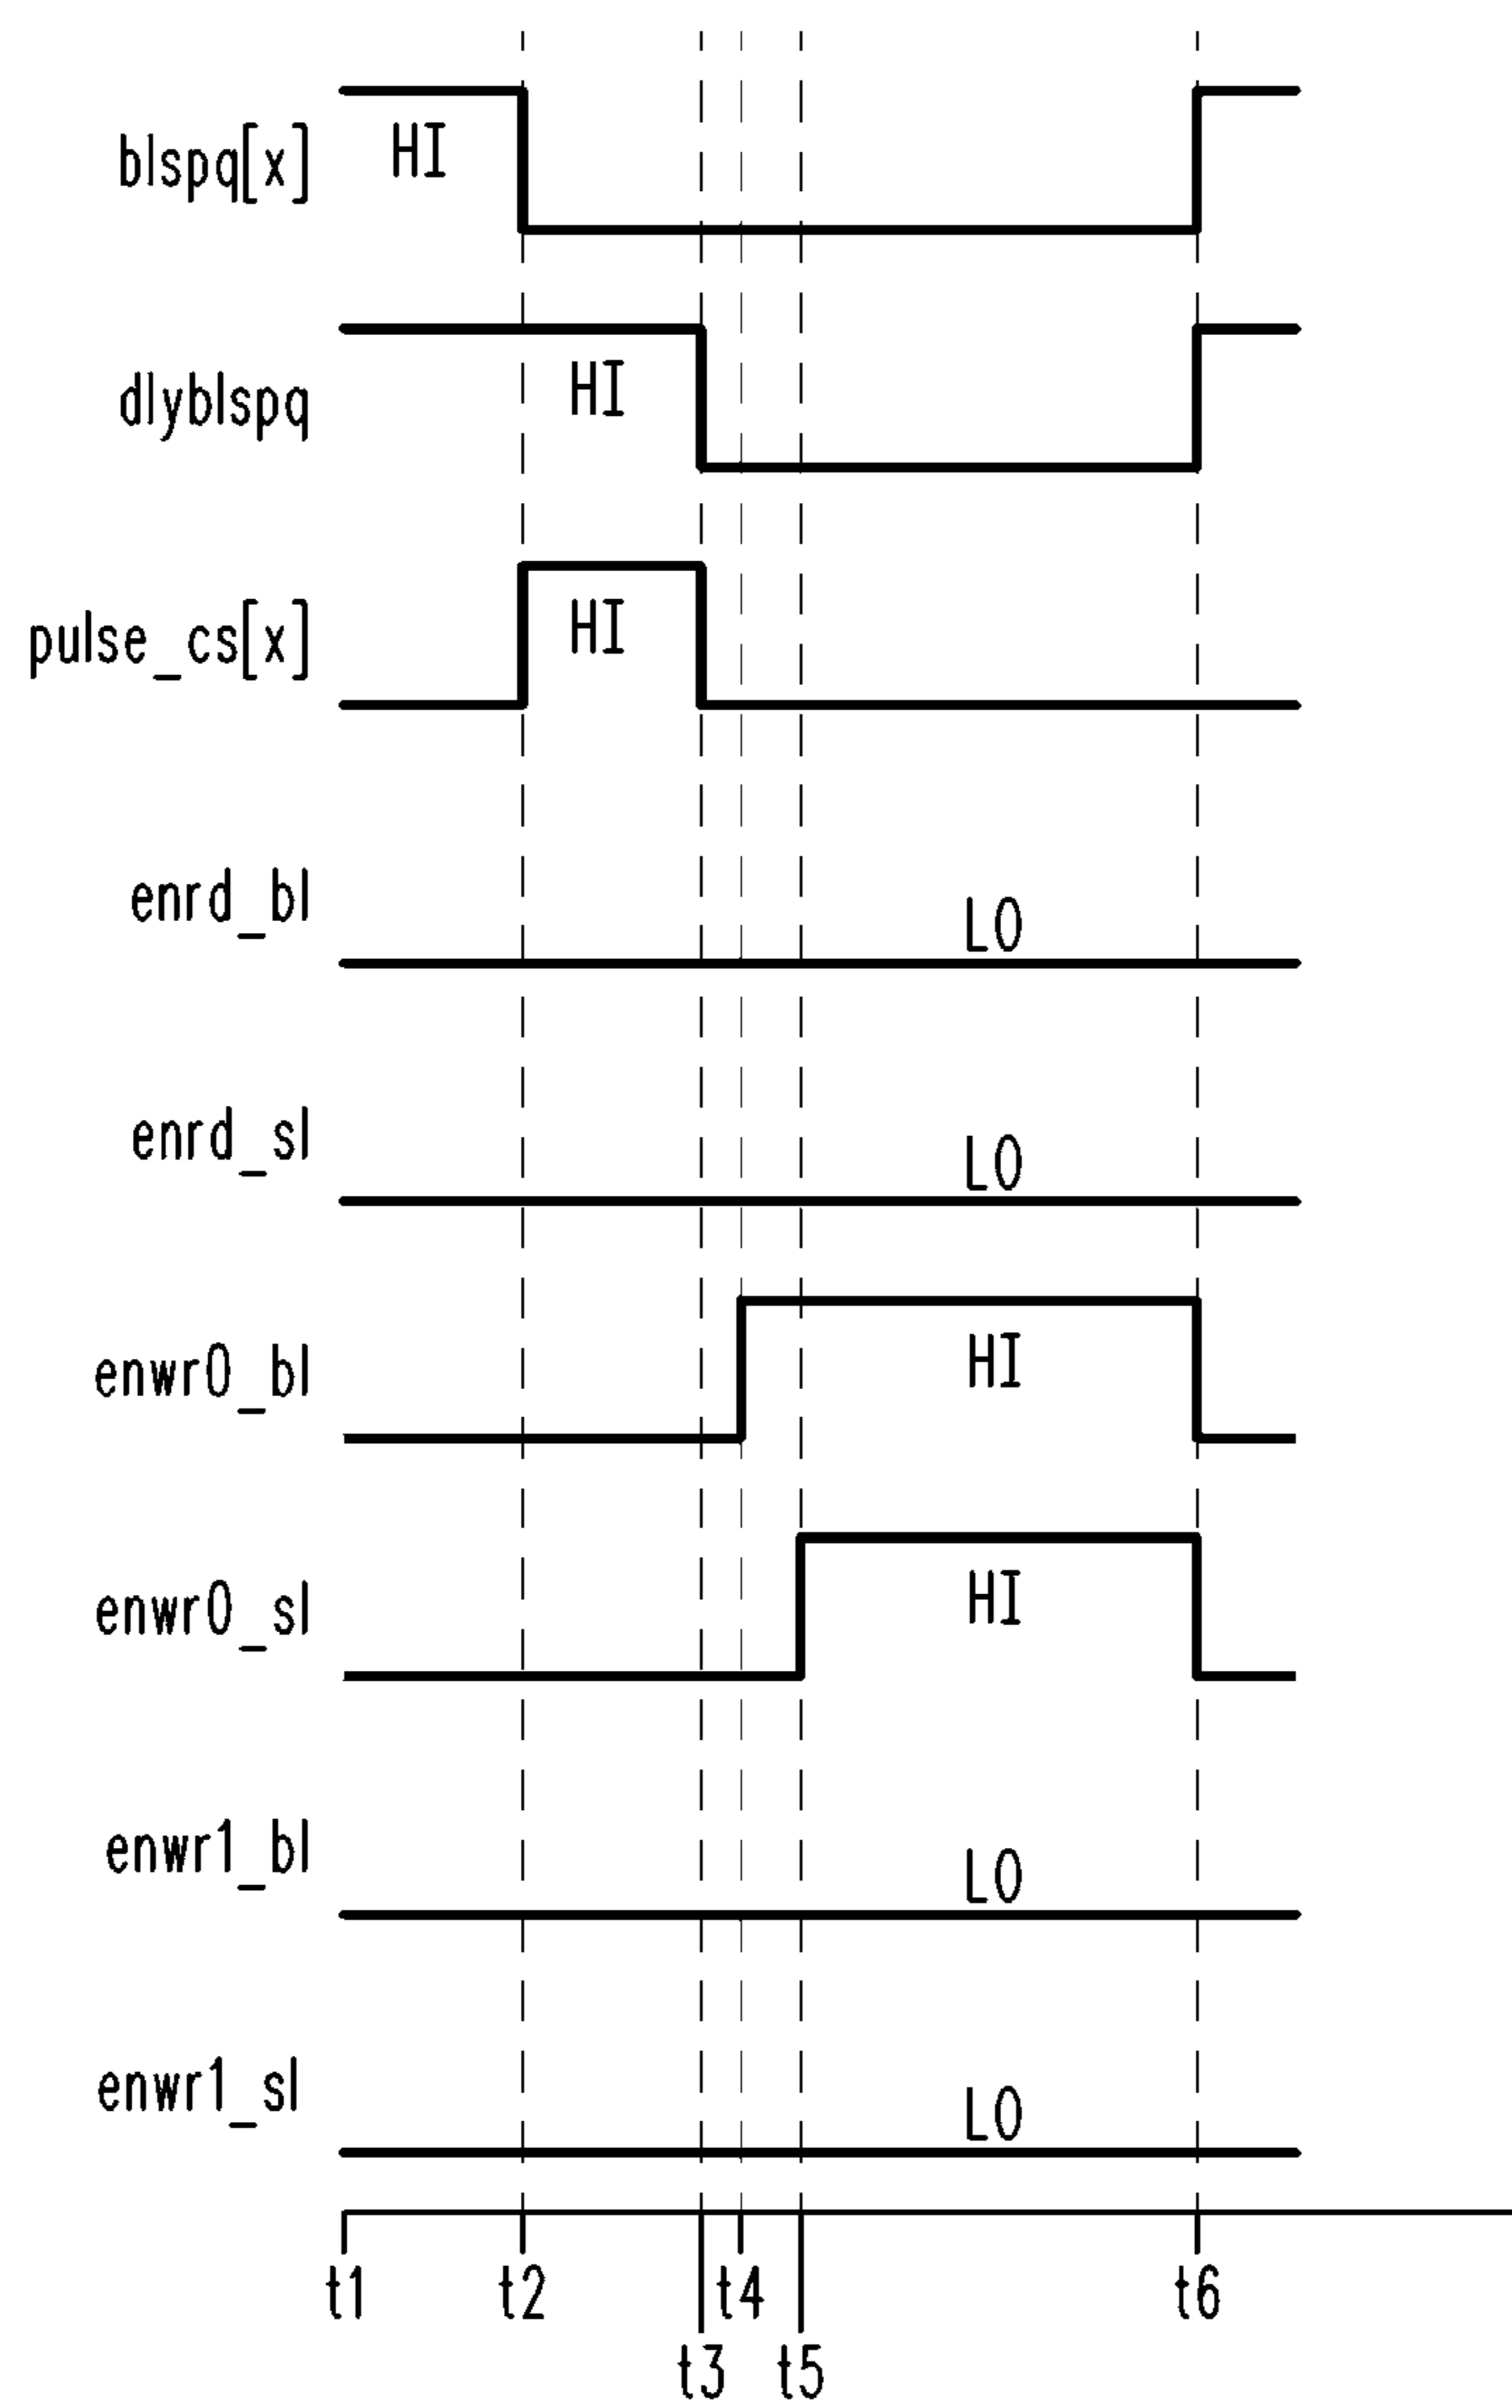 blspq[x] HI
dlyblspq HI
pulse_cs[x] HI
enrd_bl LO
enrd_sl LO
enwr0_bl HI
enwr0_sl HI
enwr1_bl LO
enwr1_sl LO
t1 t2 t4 t6
t3 t5